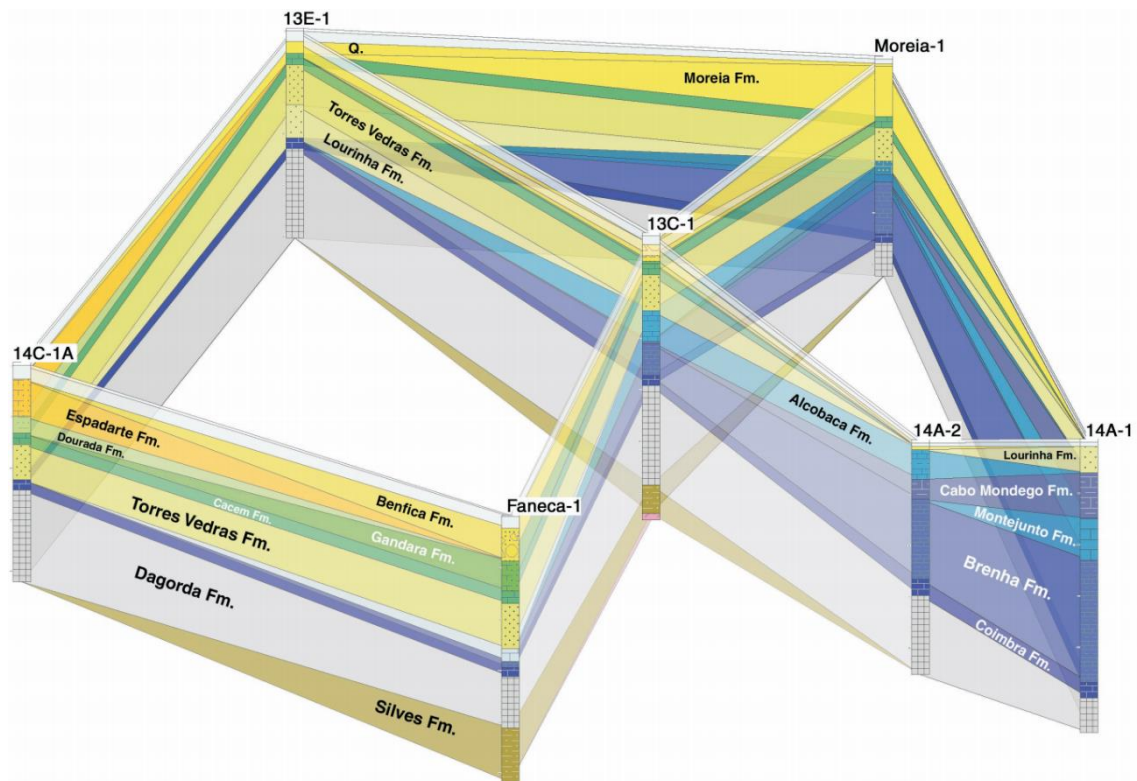 13E-1
Q.
Moreia-1
Moreia Fm.
Torres Vedras Fm.
Lourinha Fm.
13C-1
14C-1A
Espadarte Fm.
Dourada Fm.
Benfica Fm.
Cacem Fm.
Gandara Fm.
Torres Vedras Fm.
Dagorda Fm.
Silves Fm.
Faneca-1
Alcobaca Fm.
14A-2
14A-1
Lourinha Fm.
Cabo Mondego Fm.
Montejunto Fm.
Brenha Fm.
Coimbra Fm.